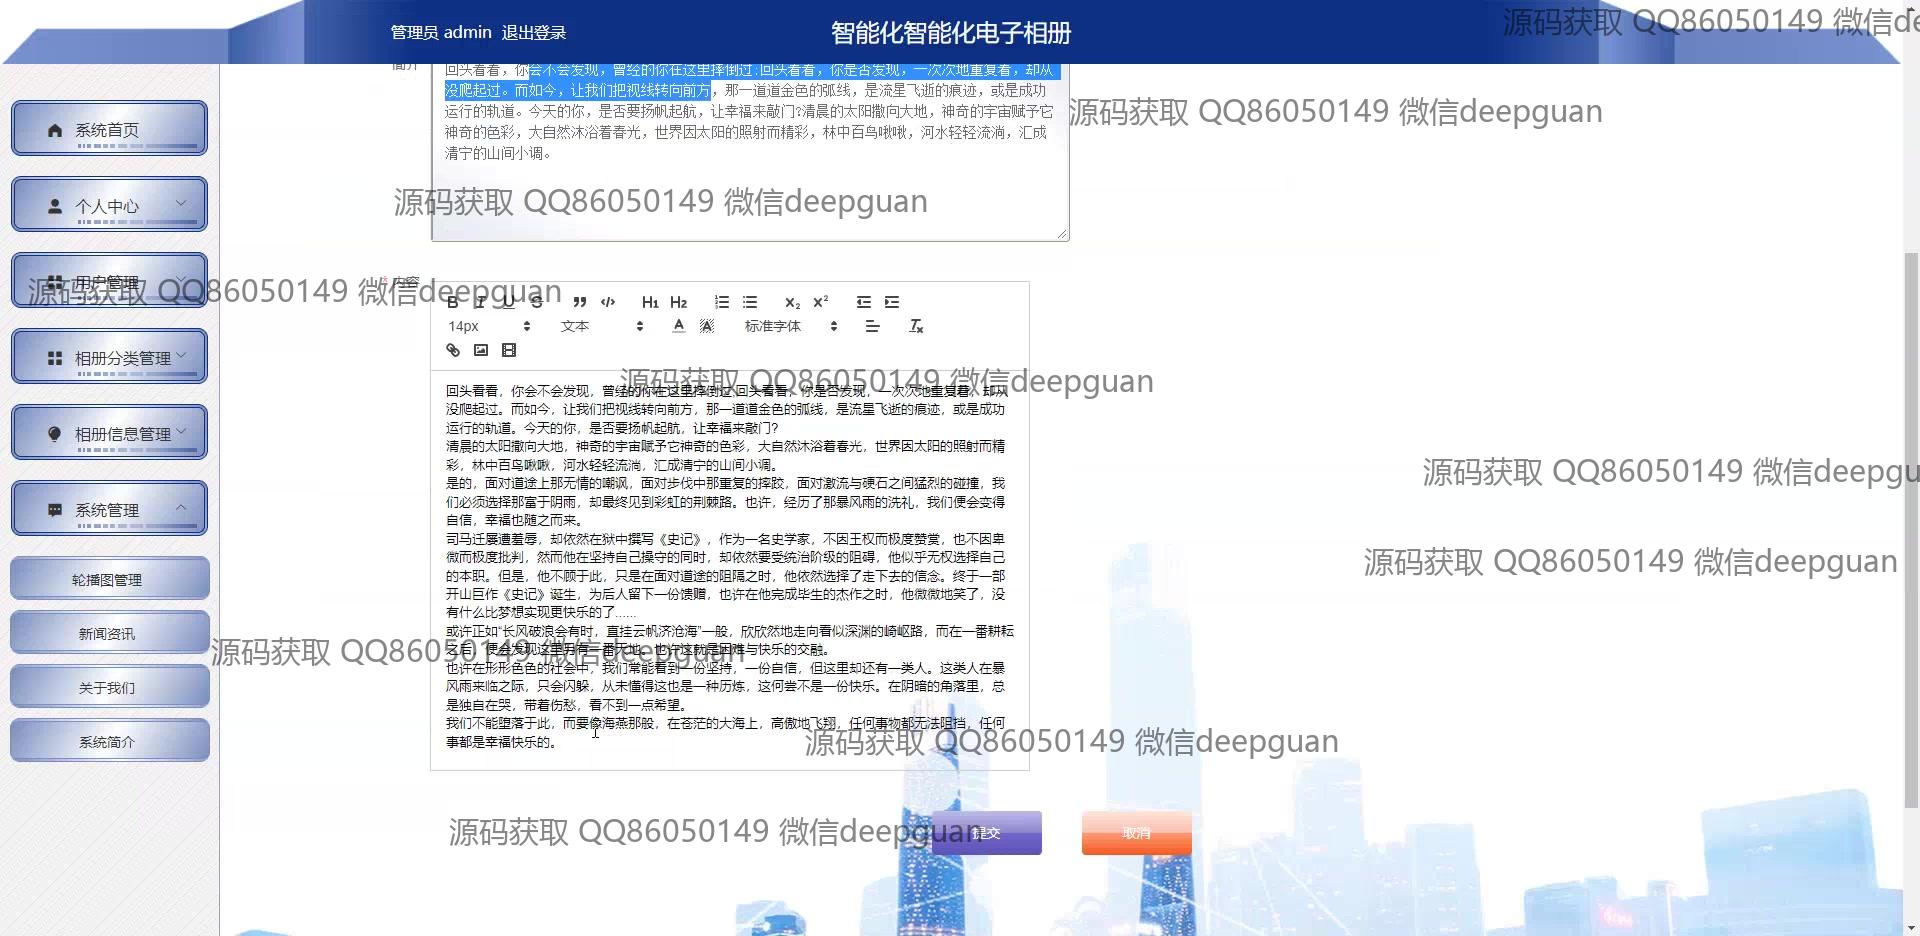 管理员 admin 退出登录
智能化智能化电子相册
源码获取 QQ86050149 微信de
系统首页
个人中心
用户管理
相册分类管理
相册信息管理
系统管理
轮播图管理
新闻资讯
关于我们
系统简介
简介
回头看看，你会不会发现，曾经的你在这里摔倒过;回头看看，你是否发现，一次次地重复着，却从
没爬起过。而如今，让我们把视线转向前方，那一道道金色的弧线，是流星飞逝的痕迹，或是成功
运行的轨道。今天的你，是否要扬帆起航，让幸福来敲门?清晨的太阳撒向大地，神奇的宇宙赋予它
神奇的色彩，大自然沐浴着春光，世界因太阳的照射而精彩，林中百鸟啾啾，河水轻轻流淌，汇成
清宁的山间小调。
源码获取 QQ86050149 微信deepguan
源码获取 QQ86050149 微信deepguan
源码获取 QQ86050149 微信deepguan
* 内容
14px 文本 标准字体
源码获取 QQ86050149 微信deepguan
回头看看，你会不会发现，曾经的你在这里摔倒过;回头看看，你是否发现，一次次地重复着，却从
没爬起过。而如今，让我们把视线转向前方，那一道道金色的弧线，是流星飞逝的痕迹，或是成功
运行的轨道。今天的你，是否要扬帆起航，让幸福来敲门?
清晨的太阳撒向大地，神奇的宇宙赋予它神奇的色彩，大自然沐浴着春光，世界因太阳的照射而精
彩，林中百鸟啾啾，河水轻轻流淌，汇成清宁的山间小调。
是的，面对道途上那无情的嘲讽，面对步伐中那重复的摔跤，面对激流与硬石之间猛烈的碰撞，我
们必须选择那富于阴雨，却最终见到彩虹的荆棘路。也许，经历了那暴风雨的洗礼，我们便会变得
自信，幸福也随之而来。
司马迁屡遭羞辱，却依然在狱中撰写《史记》，作为一名史学家，不因王权而极度赞赏，也不因卑
微而极度批判，然而他在坚持自己操守的同时，却依然要受统治阶级的阻碍，他似乎无权选择自己
的本职。但是，他不顾于此，只是在面对道途的阻隔之时，他依然选择了走下去的信念。终于一部
开山巨作《史记》诞生，为后人留下一份馈赠，也许在他完成毕生的杰作之时，他微微地笑了，没
有什么比梦想实现更快乐的了……
或许正如“长风破浪会有时，直挂云帆济沧海”一般，欣欣然地走向看似深渊的崎岖路，而在一番耕耘
之后，便会发现这里另有一番天地。也许这就是困难与快乐的交融。
也许在形形色色的社会中，我们常能看到一份坚持，一份自信，但这里却还有一类人。这类人在暴
风雨来临之际，只会闪躲，从未懂得这也是一种历炼，这何尝不是一份快乐。在阴暗的角落里，总
是独自在哭，带着伤愁，看不到一点希望。
我们不能堕落于此，而要像海燕那般，在苍茫的大海上，高傲地飞翔，任何事物都无法阻挡，任何
事都是幸福快乐的。
源码获取 QQ86050149 微信deepgu
源码获取 QQ86050149 微信deepguan
源码获取 QQ86050149 微信deepguan
源码获取 QQ86050149 微信deepguan
源码获取 QQ86050149 微信deepguan
提交
取消